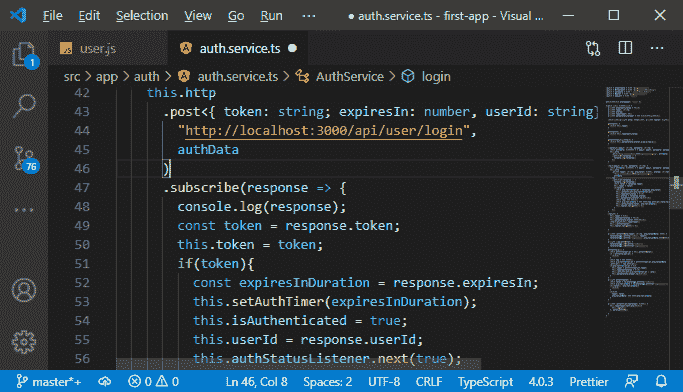 File Edit Selection View Go Run ... • auth.service.ts - first-app - Visual ...
JS user.js auth.service.ts ●
src > app > auth > auth.service.ts > AuthService > login
42 this.http
43 .post<{ token: string; expiresIn: number, userId: string}
44 "http://localhost:3000/api/user/login",
45 authData
46 )
47 .subscribe(response => {
48 console.log(response);
49 const token = response.token;
50 this.token = token;
51 if(token){
52 const expiresInDuration = response.expiresIn;
53 this.setAuthTimer(expiresInDuration);
54 this.isAuthenticated = true;
55 this.userId = response.userId;
56 this.authStatusListener.next(true);
1
76
master*+ 0 0 Ln 46, Col 8 Spaces: 2 UTF-8 CRLF TypeScript 4.0.3 Prettier